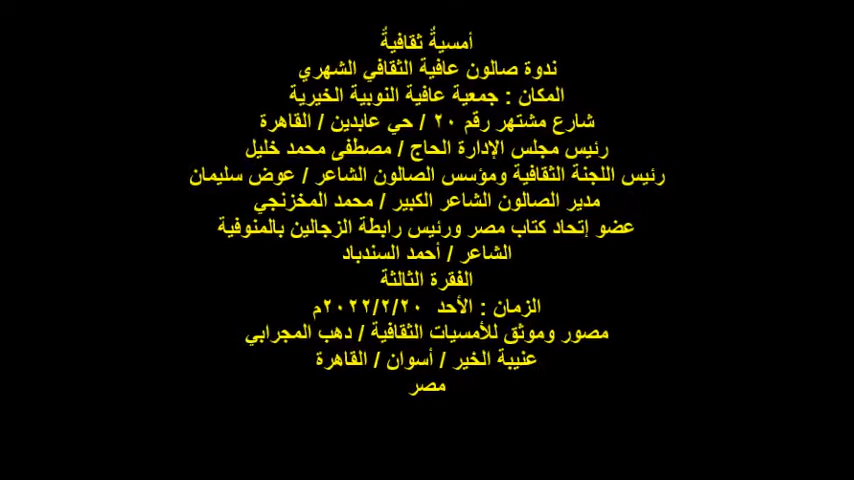 أمسيةٌ ثقافيةٌ
ندوة صالون عافية الثقافي الشهري
المكان : جمعية عافية النوبية الخيرية
شارع مشتهر رقم ٢٠ / حي عابدين / القاهرة
رئيس مجلس الإدارة الحاج / مصطفى محمد خليل
رئيس اللجنة الثقافية ومؤسس الصالون الشاعر / عوض سليمان
مدير الصالون الشاعر الكبير / محمد المخزنجي
عضو إتحاد كتاب مصر ورئيس رابطة الزجالين بالمنوفية
الشاعر / أحمد السندباد
الفقرة الثالثة
الزمان : الأحد ٢٠٢٢/٢/٢٠م
مصور وموثق للأمسيات الثقافية / دهب المجرابي
عنيبة الخير / أسوان / القاهرة
مصر